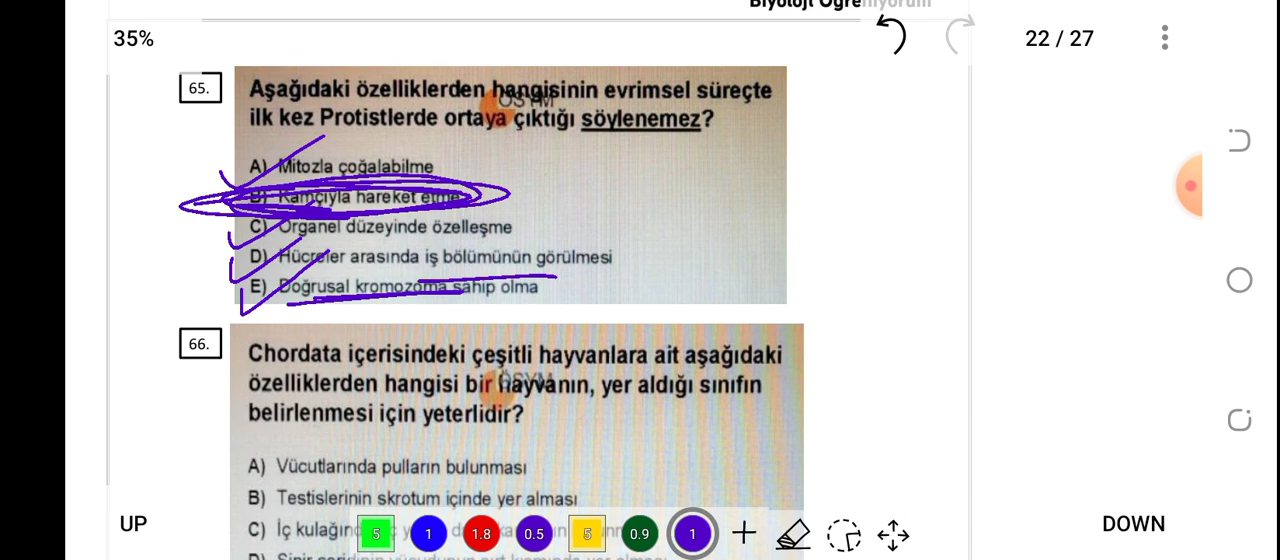 Biyoloji Öğreniyorum
35%
22 / 27
65.
Aşağıdaki özelliklerden hangisinin evrimsel süreçte
ilk kez Protistlerde ortaya çıktığı söylenemez?
ÖSYM
A) Mitozla çoğalabilme
B) Kamçıyla hareket etme
C) Organel düzeyinde özelleşme
D) Hücreler arasında iş bölümünün görülmesi
E) Doğrusal kromozoma sahip olma
66.
Chordata içerisindeki çeşitli hayvanlara ait aşağıdaki
özelliklerden hangisi bir hayvanın, yer aldığı sınıfın
belirlenmesi için yeterlidir?
ÖSYM
A) Vücutlarında pulların bulunması
B) Testislerinin skrotum içinde yer alması
C) İç kulağın
UP
5 1 1.8 0.5 5 0.9 1
DOWN